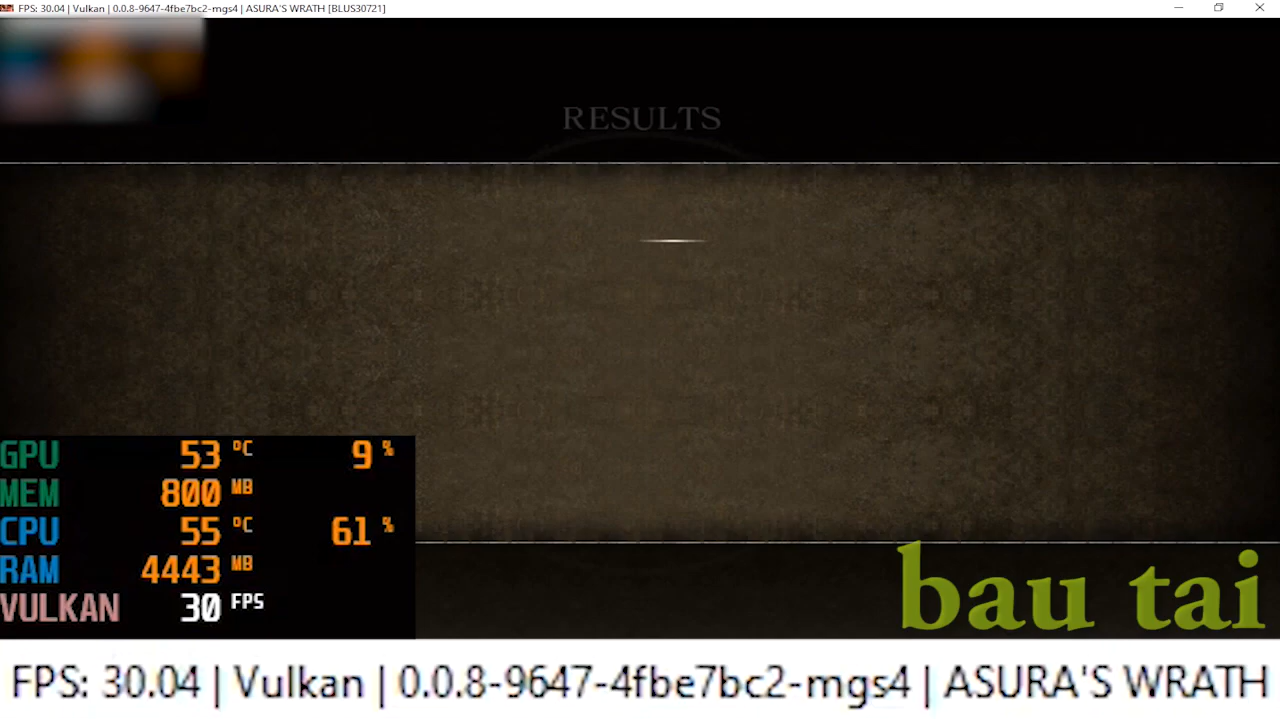 FPS: 30.04 | Vulkan | 0.0.8-9647-4fbe7bc2-mgs4 | ASURA'S WRATH [BLUS30721]
RESULTS
GPU 53 °C 9 %
MEM 800 MB
CPU 55 °C 61 %
RAM 4443 MB
VULKAN 30 FPS
bau tai
FPS: 30.04 | Vulkan | 0.0.8-9647-4fbe7bc2-mgs4 | ASURA'S WRATH